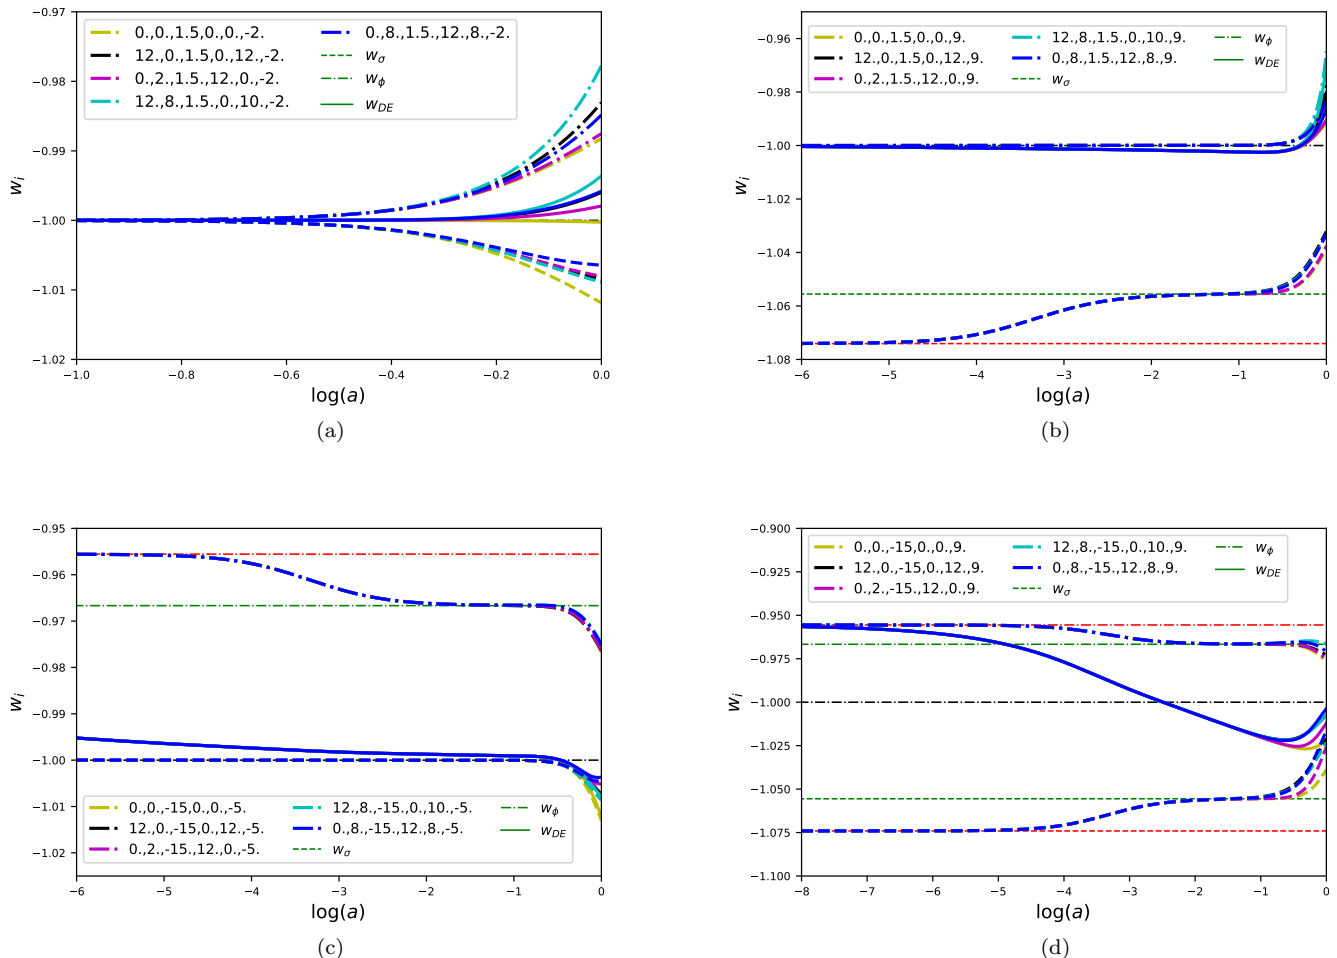 −0.97
−0.98
−0.99
−1.00
−1.01
−1.02
w_i
0.,0.,1.5,0.,0.,-2.
12.,0.,1.5,0.,12.,-2.
0.,2.,1.5,12.,0.,-2.
12.,8.,1.5,0.,10.,-2.
0.,8.,1.5.,12.,8.,-2.
w_σ
w_ϕ
w_DE
−1.0 −0.8 −0.6 −0.4 −0.2 0.0
log(a)
(a)
−0.96
−0.98
−1.00
−1.02
−1.04
−1.06
−1.08
w_i
0.,0.,1.5,0.,0.,9.
12.,0.,1.5,0.,12.,9.
0.,2.,1.5,12.,0.,9.
12.,8.,1.5.,0.,10.,9.
0.,8.,1.5.,12.,8.,9.
w_σ
w_ϕ
w_DE
−6 −5 −4 −3 −2 −1 0
log(a)
(b)
−0.95
−0.96
−0.97
−0.98
−0.99
−1.00
−1.01
−1.02
w_i
0.,0.,-15,0.,0.,-5.
12.,0.,-15,0.,12.,-5.
0.,2.,-15.,12.,0.,-5.
12.,8.,-15.,0.,10.,-5.
0.,8.,-15.,12.,8.,-5.
w_σ
w_ϕ
w_DE
−6 −5 −4 −3 −2 −1 0
log(a)
(c)
−0.900
−0.925
−0.950
−0.975
−1.000
−1.025
−1.050
−1.075
−1.100
w_i
0.,0.,-15,0.,0.,9.
12.,0.,-15,0.,12.,9.
0.,2.,-15.,12.,0.,9.
12.,8.,-15.,0.,10.,9.
0.,8.,-15.,12.,8.,9.
w_σ
w_ϕ
w_DE
−8 −7 −6 −5 −4 −3 −2 −1 0
log(a)
(d)